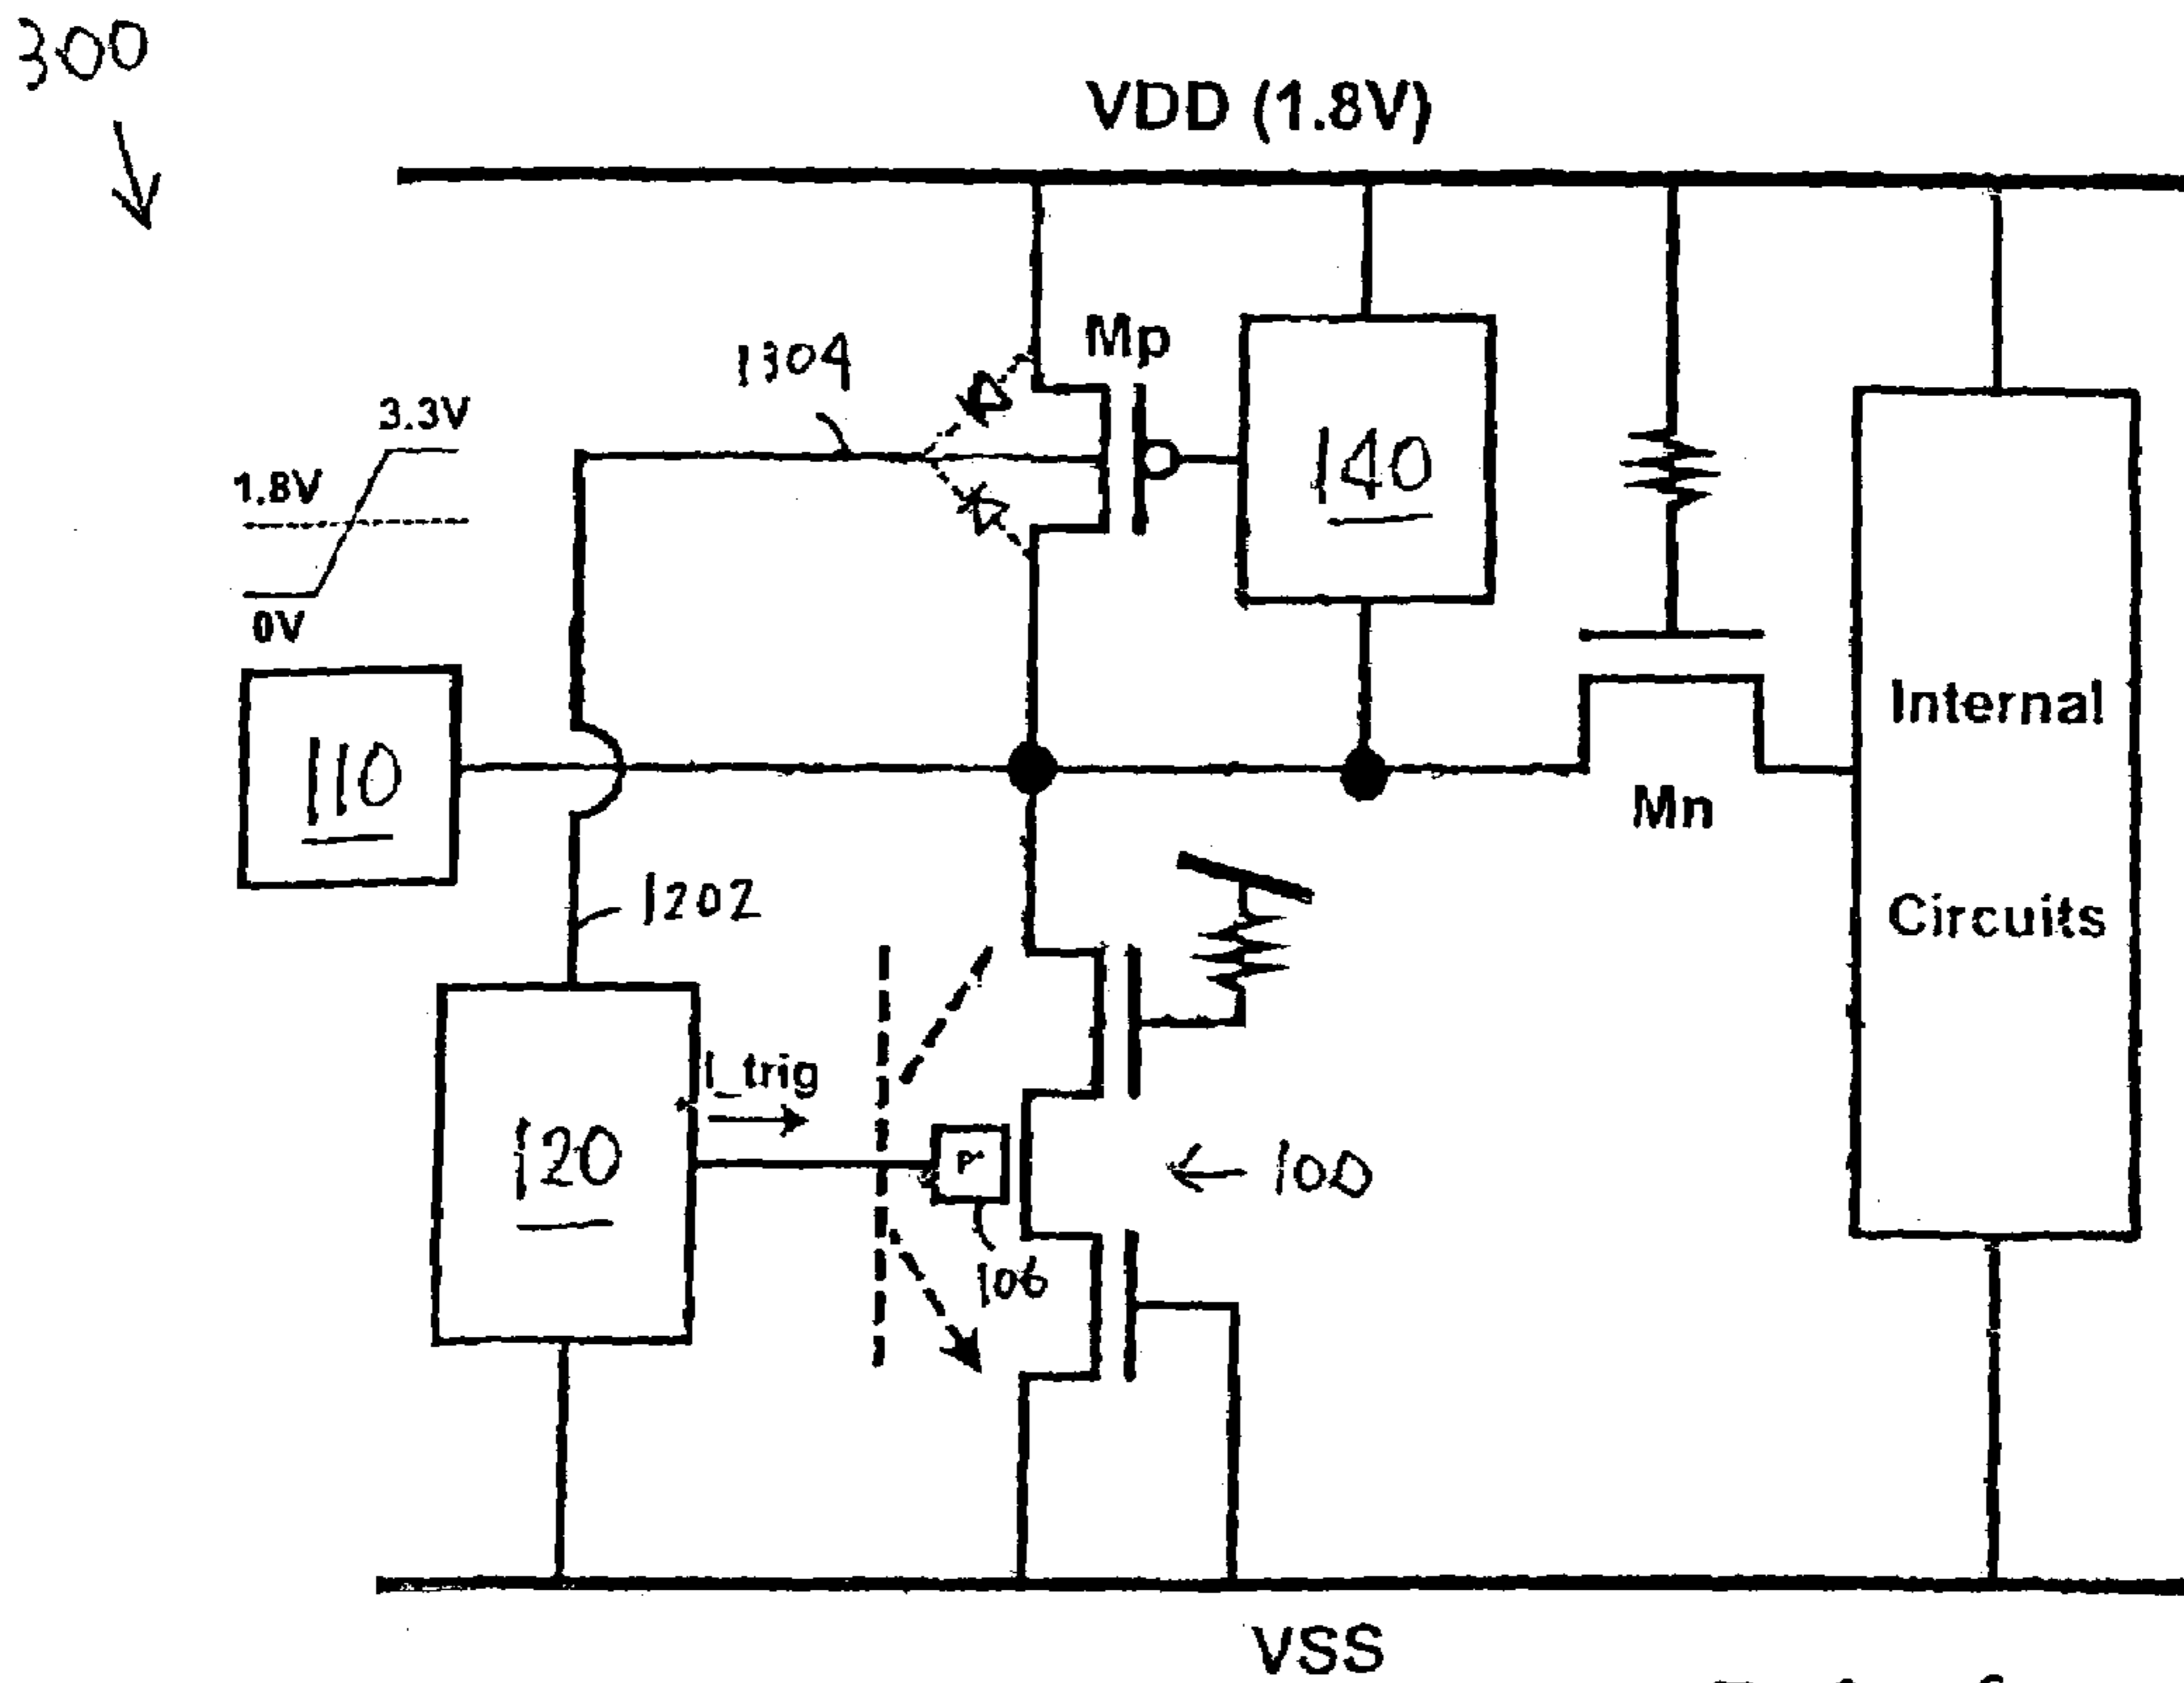 300
VDD (1.8V)
Mp
1304
3.3V
140
1.8V
0V
110
Internal
Mn
1202
Circuits
I_trig
120
P+
100
106
VSS